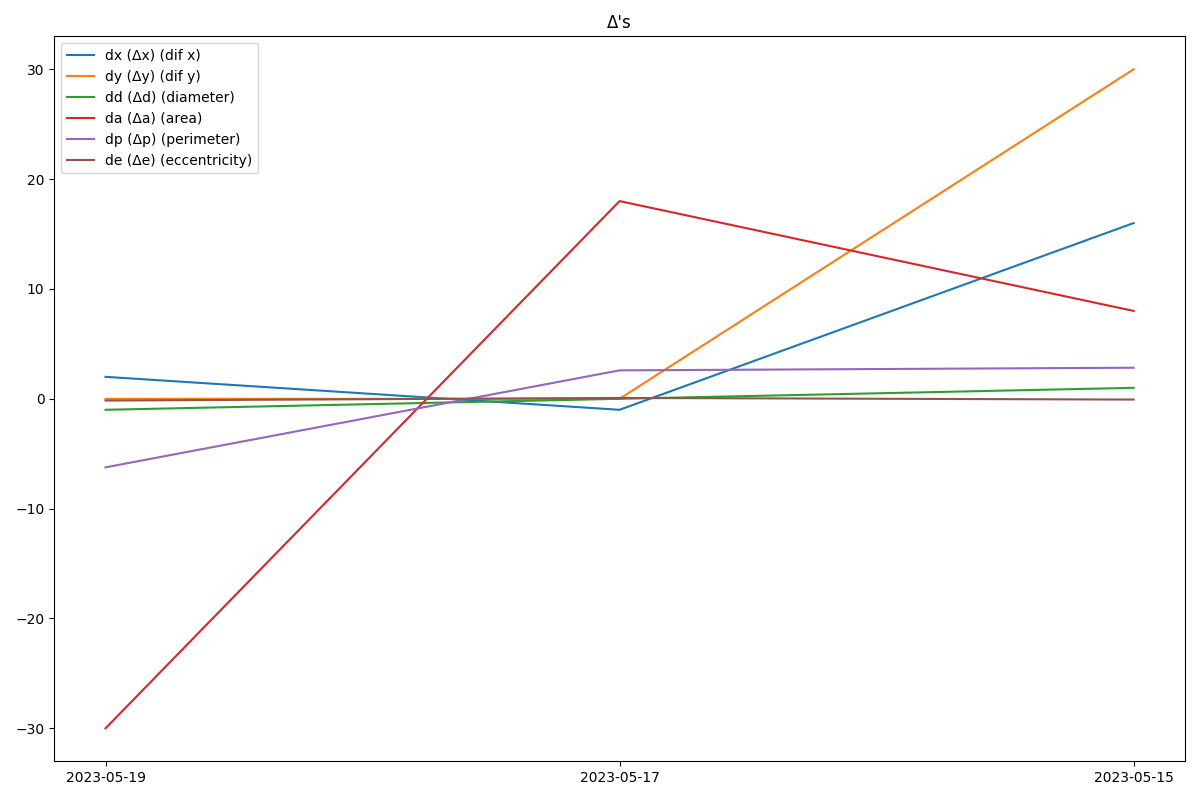 Δ's
dx (Δx) (dif x)
dy (Δy) (dif y)
dd (Δd) (diameter)
da (Δa) (area)
dp (Δp) (perimeter)
de (Δe) (eccentricity)
30
20
10
0
−10
−20
−30
2023-05-19 2023-05-17 2023-05-15